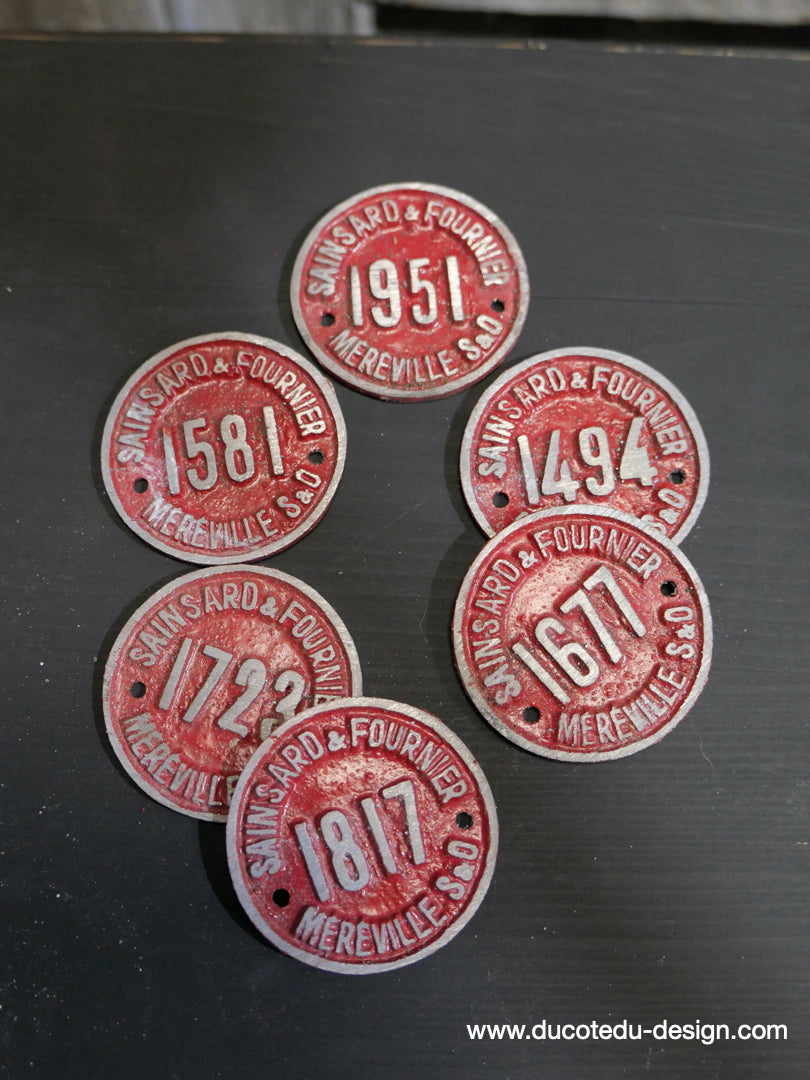 SAINSARD & FOURNIER
1951
MEREVILLE S&O
SAINSARD & FOURNIER
1581
MEREVILLE S&O
SAINSARD & FOURNIER
1494
S&O
SAINSARD & FOURNIER
1677
MEREVILLE S&O
SAINSARD & FOURNIER
1723
MEREVILLE
SAINSARD & FOURNIER
1817
MEREVILLE S&O
www.ducotedu-design.com